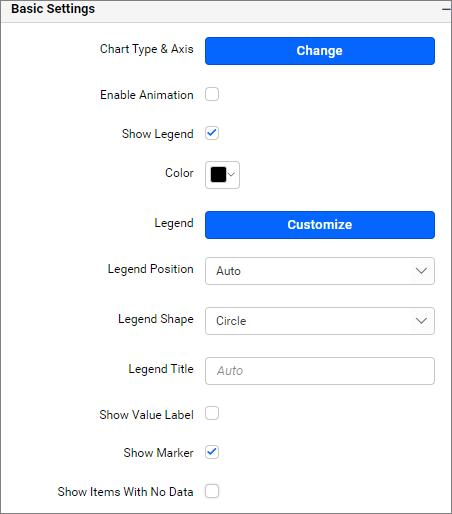 Basic Settings
Chart Type & Axis Change
Enable Animation
Show Legend
Color
Legend Customize
Legend Position Auto
Legend Shape Circle
Legend Title Auto
Show Value Label
Show Marker
Show Items With No Data